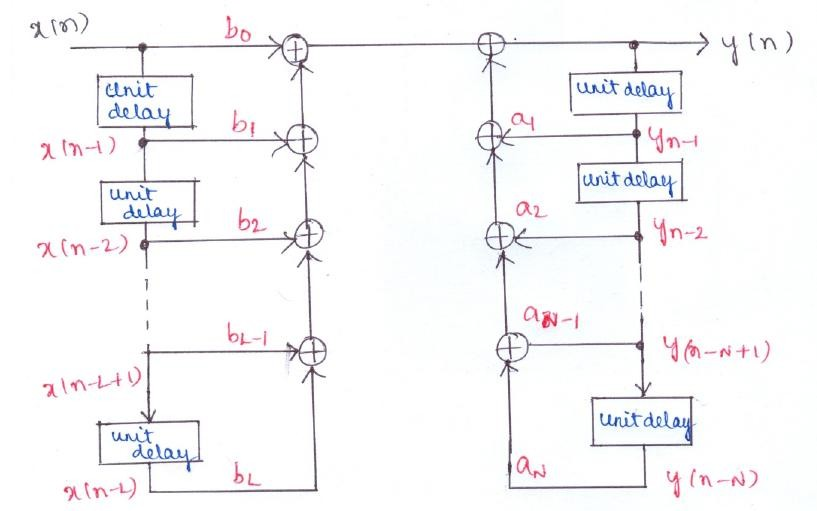 x(n)
b0
y(n)
unit
delay
unit delay
x(n-1)
b1
a1
yn-1
unit
delay
unit delay
x(n-2)
b2
a2
yn-2
bL-1
aN-1
y(n-N+1)
x(n-L+1)
unit
delay
unit delay
x(n-L)
bL
aN
y(n-N)